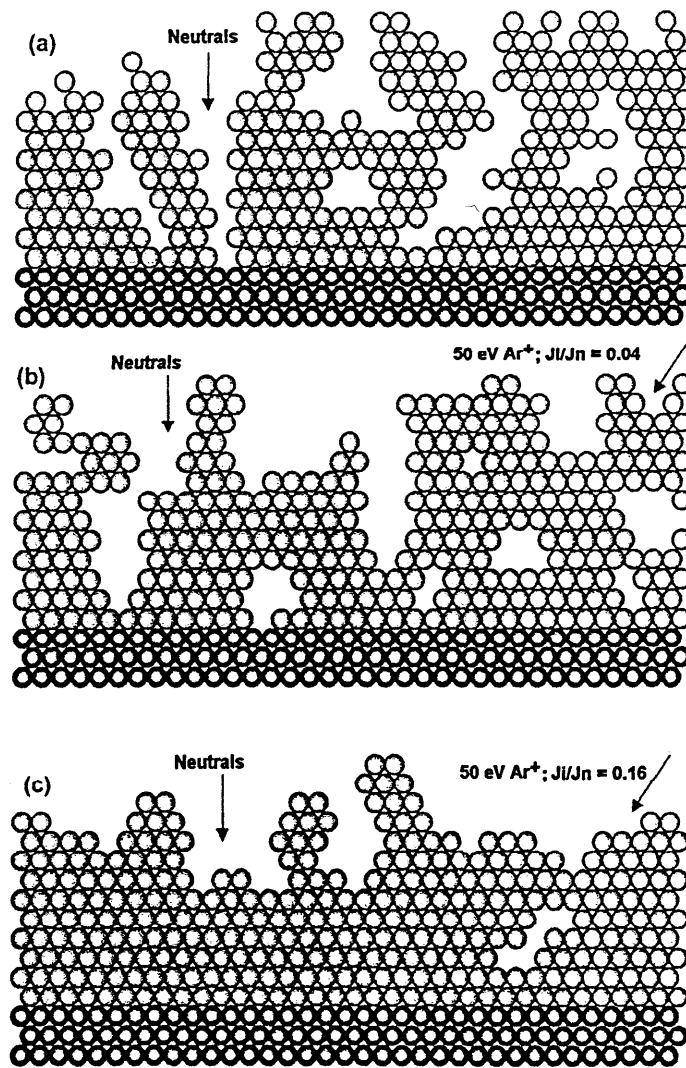 (a)
Neutrals
(b)
Neutrals
50 eV Ar+; Ji/Jn = 0.04
(c)
Neutrals
50 eV Ar+; Ji/Jn = 0.16